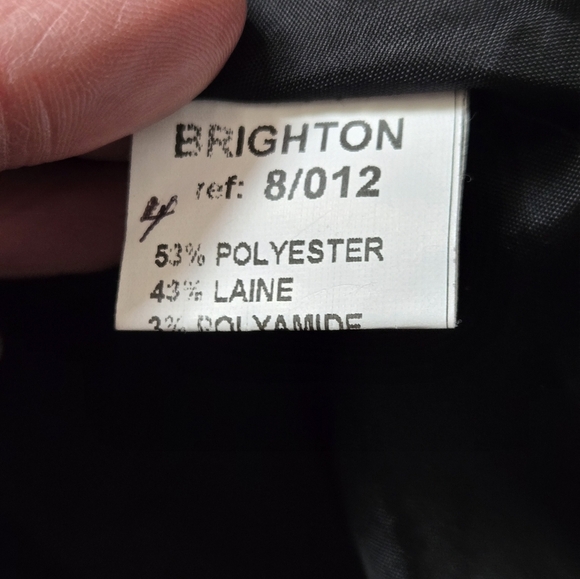 BRIGHTON
ref: 8/012
4
53% POLYESTER
43% LAINE
3% POLYAMIDE